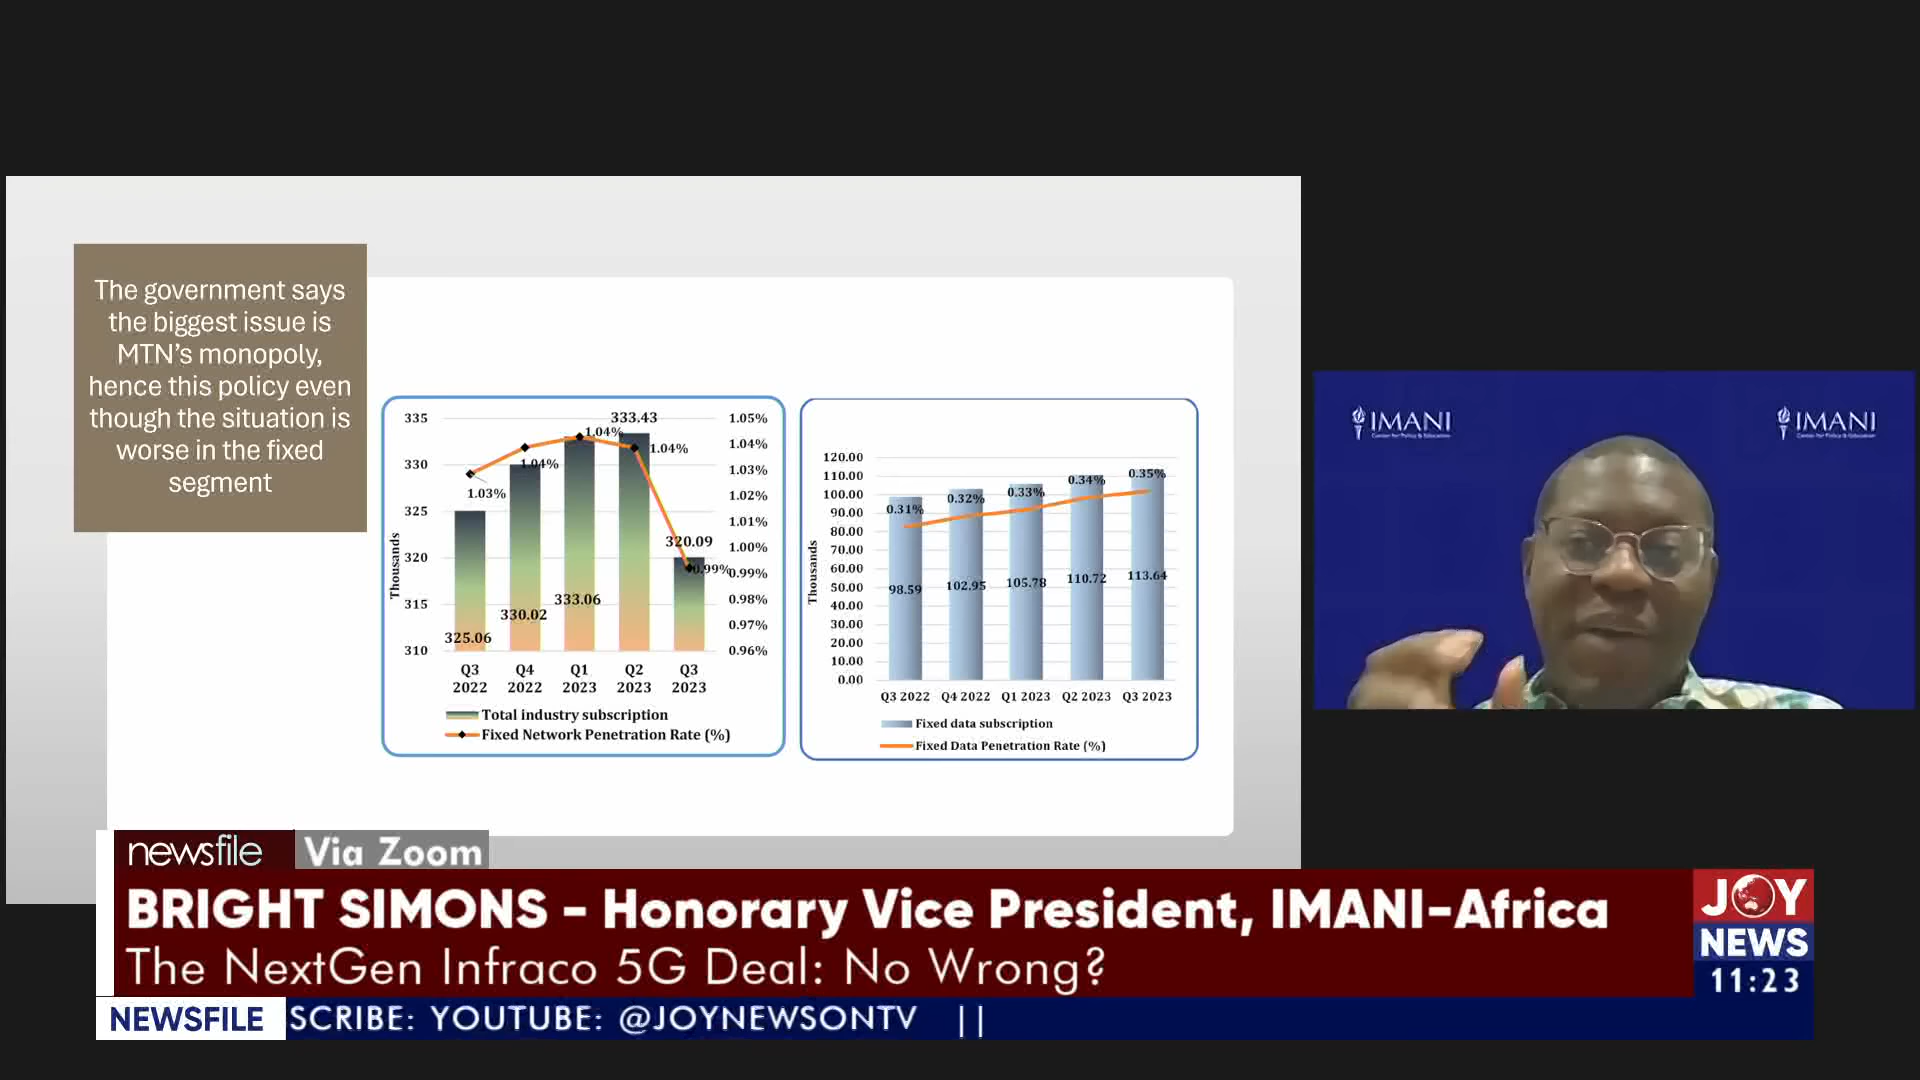 The government says
the biggest issue is
MTN's monopoly,
hence this policy even
though the situation is
worse in the fixed
segment
335
330
325
320
315
310
Thousands
333.43
1.04%
1.04%
1.04%
1.03%
320.09
0.99%
333.06
330.02
325.06
1.05%
1.04%
1.03%
1.02%
1.01%
1.00%
0.99%
0.98%
0.97%
0.96%
Q3 Q4 Q1 Q2 Q3
2022 2022 2023 2023 2023
Total industry subscription
Fixed Network Penetration Rate (%)
120.00
110.00
100.00
90.00
80.00
70.00
60.00
50.00
40.00
30.00
20.00
10.00
0.00
Thousands
0.31% 0.32% 0.33% 0.34% 0.35%
98.59 102.95 105.78 110.72 113.64
Q3 2022 Q4 2022 Q1 2023 Q2 2023 Q3 2023
Fixed data subscription
Fixed Data Penetration Rate (%)
IMANI
Center For Policy & Education
IMANI
Center For Policy & Education
newsfile Via Zoom
BRIGHT SIMONS - Honorary Vice President, IMANI-Africa
The NextGen Infraco 5G Deal: No Wrong?
JOY
NEWS
11:23
NEWSFILE SCRIBE: YOUTUBE: @JOYNEWSONTV ||